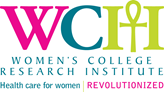 WCH
WOMEN'S COLLEGE
RESEARCH INSTITUTE
Health care for women | REVOLUTIONIZED